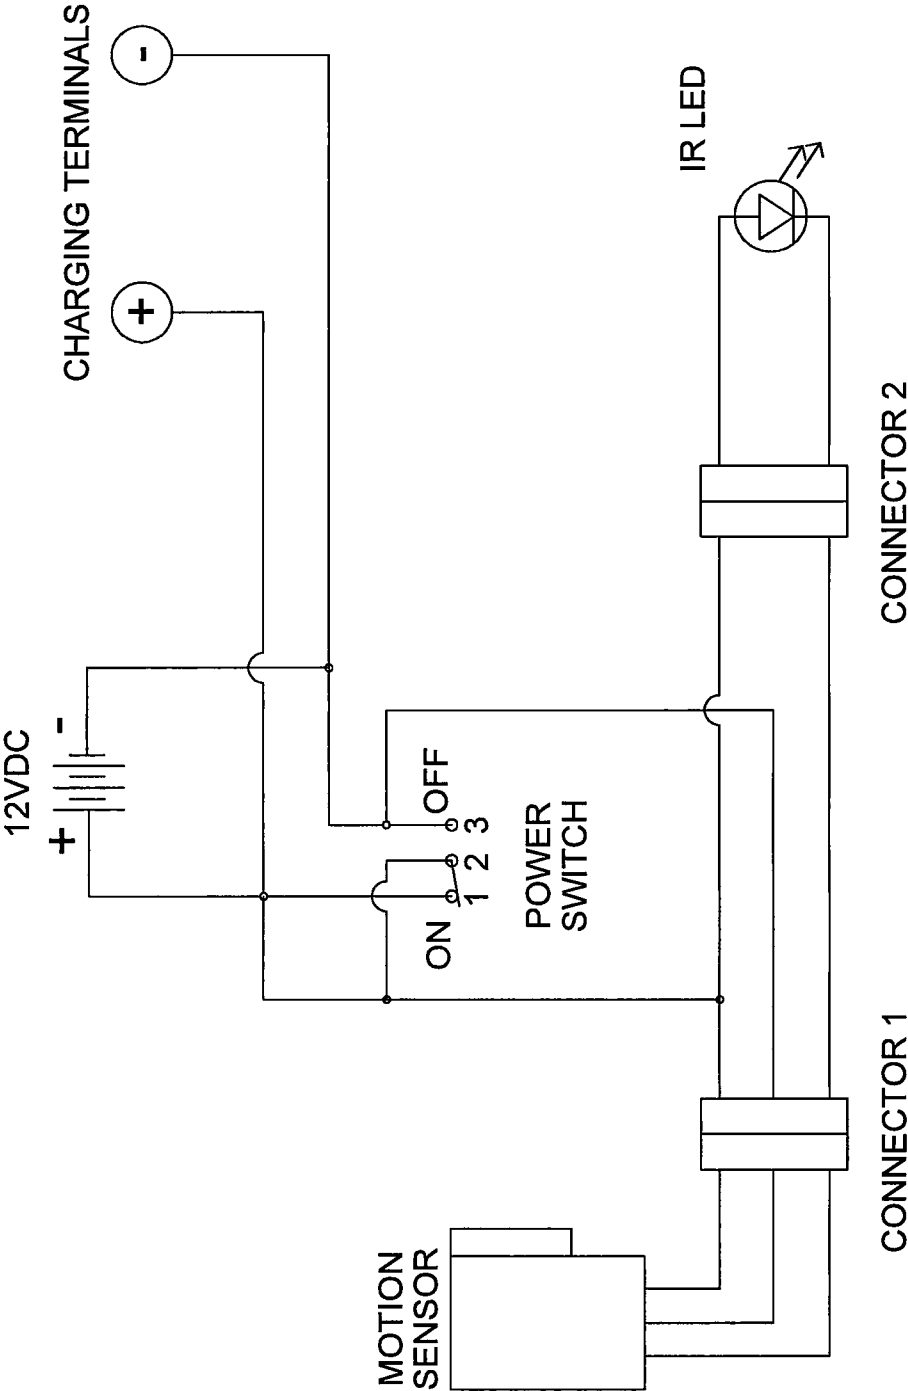 12VDC
+
-
CHARGING TERMINALS
+
-
ON
OFF
1
2
3
POWER
SWITCH
MOTION
SENSOR
IR LED
CONNECTOR 1
CONNECTOR 2